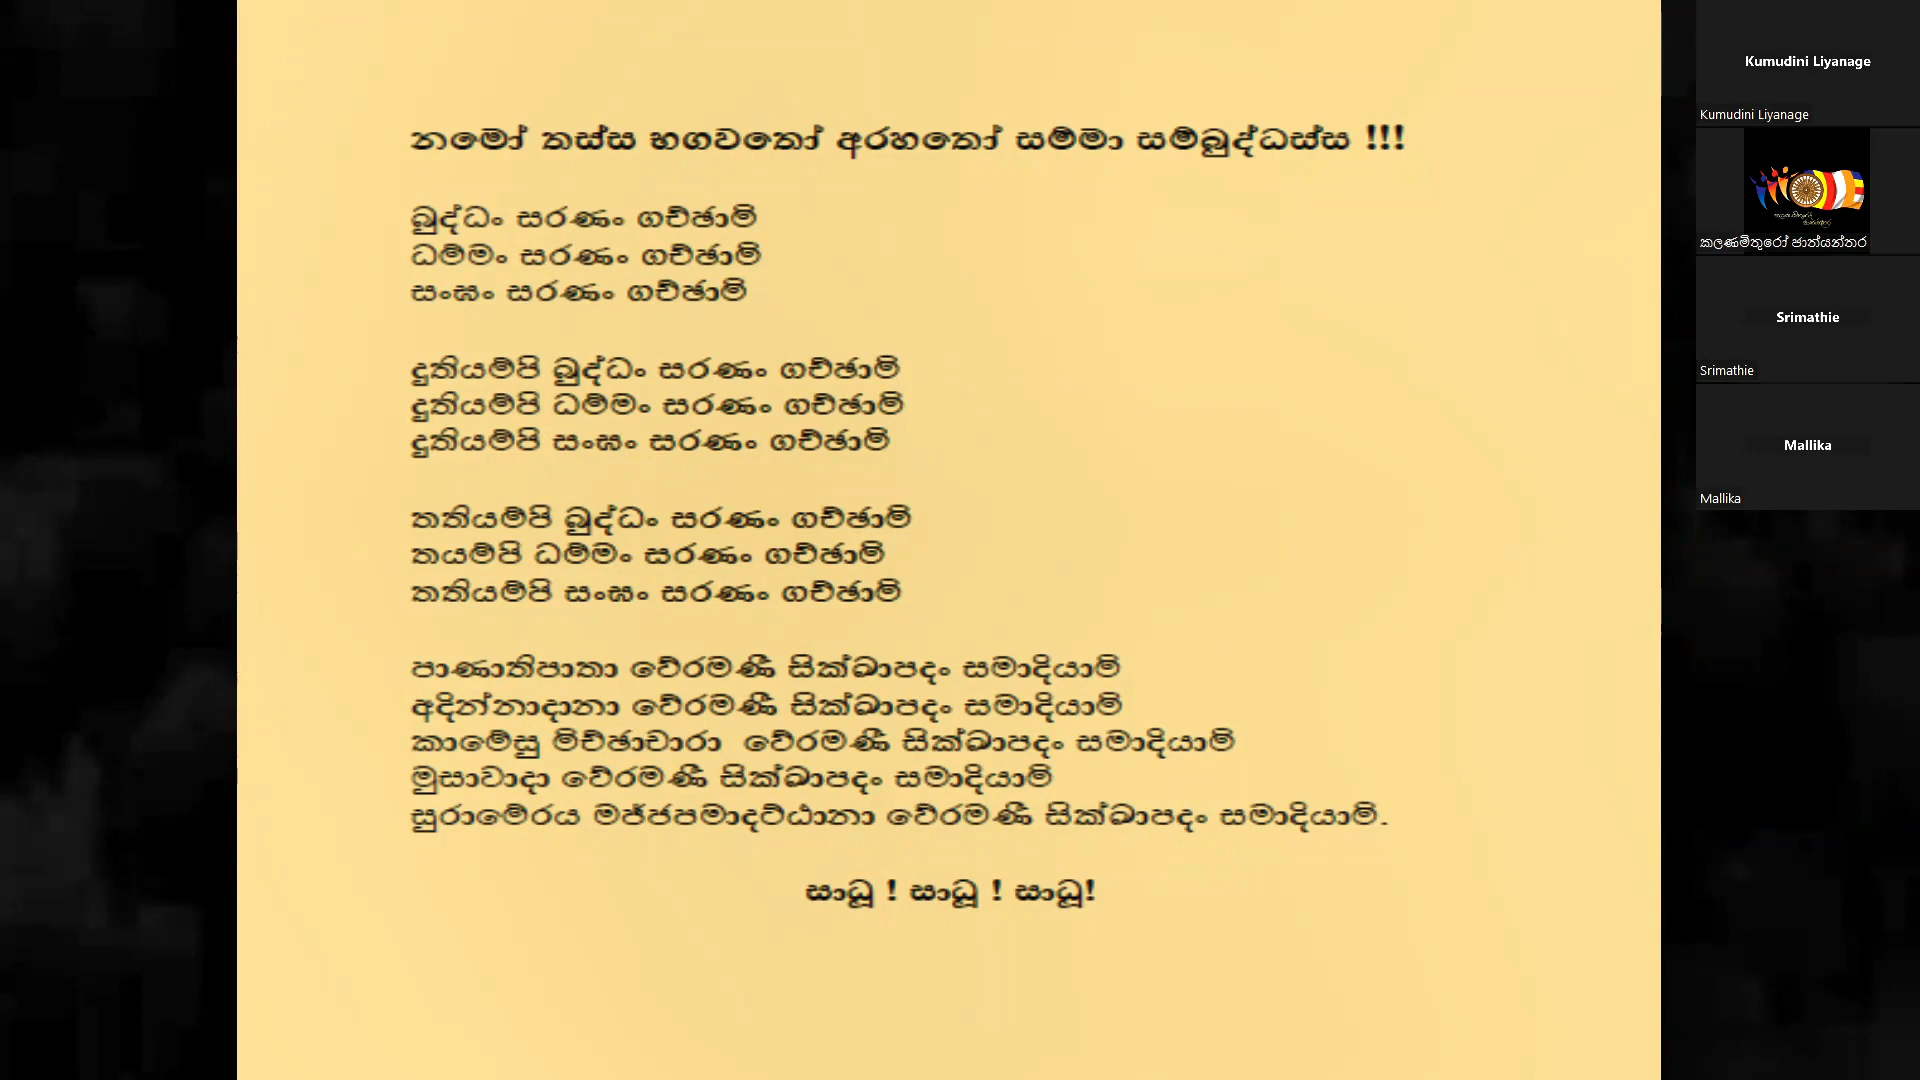 නමෝ තස්ස භගවතෝ අරහතෝ සම්මා සම්බුද්ධස්ස !!!
බුද්ධං සරණං ගච්ඡාමි
ධම්මං සරණං ගච්ඡාමි
සංඝං සරණං ගච්ඡාමි
දුතියම්පි බුද්ධං සරණං ගච්ඡාමි
දුතියම්පි ධම්මං සරණං ගච්ඡාමි
දුතියම්පි සංඝං සරණං ගච්ඡාමි
තතියම්පි බුද්ධං සරණං ගච්ඡාමි
තයම්පි ධම්මං සරණං ගච්ඡාමි
තතියම්පි සංඝං සරණං ගච්ඡාමි
පාණාතිපාතා වේරමණී සික්ඛාපදං සමාදියාමි
අදින්නාදානා වේරමණී සික්ඛාපදං සමාදියාමි
කාමේසු මිච්ඡාචාරා වේරමණී සික්ඛාපදං සමාදියාමි
මුසාවාදා වේරමණී සික්ඛාපදං සමාදියාමි
සුරාමේරය මජ්ජපමාදට්ඨානා වේරමණී සික්ඛාපදං සමාදියාමි.
සාධූ ! සාධූ ! සාධූ!
Kumudini Liyanage
Kumudini Liyanage
කලණමිතුරෝ ජාත්යන්තර
Srimathie
Srimathie
Mallika
Mallika